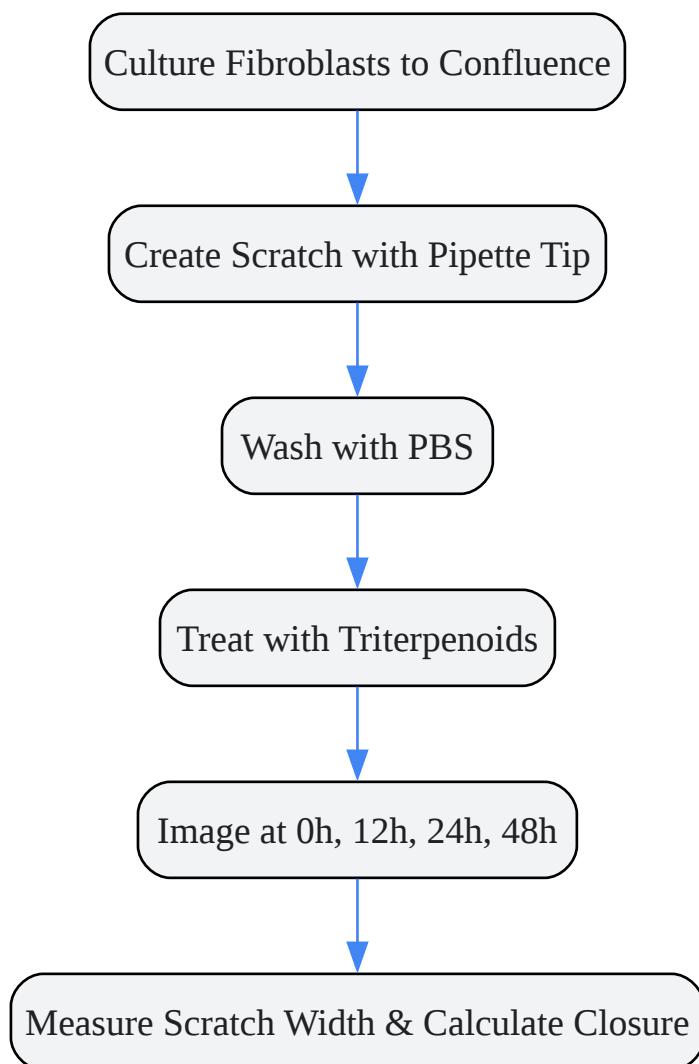 Culture Fibroblasts to Confluence
Create Scratch with Pipette Tip
Wash with PBS
Treat with Triterpenoids
Image at 0h, 12h, 24h, 48h
Measure Scratch Width & Calculate Closure